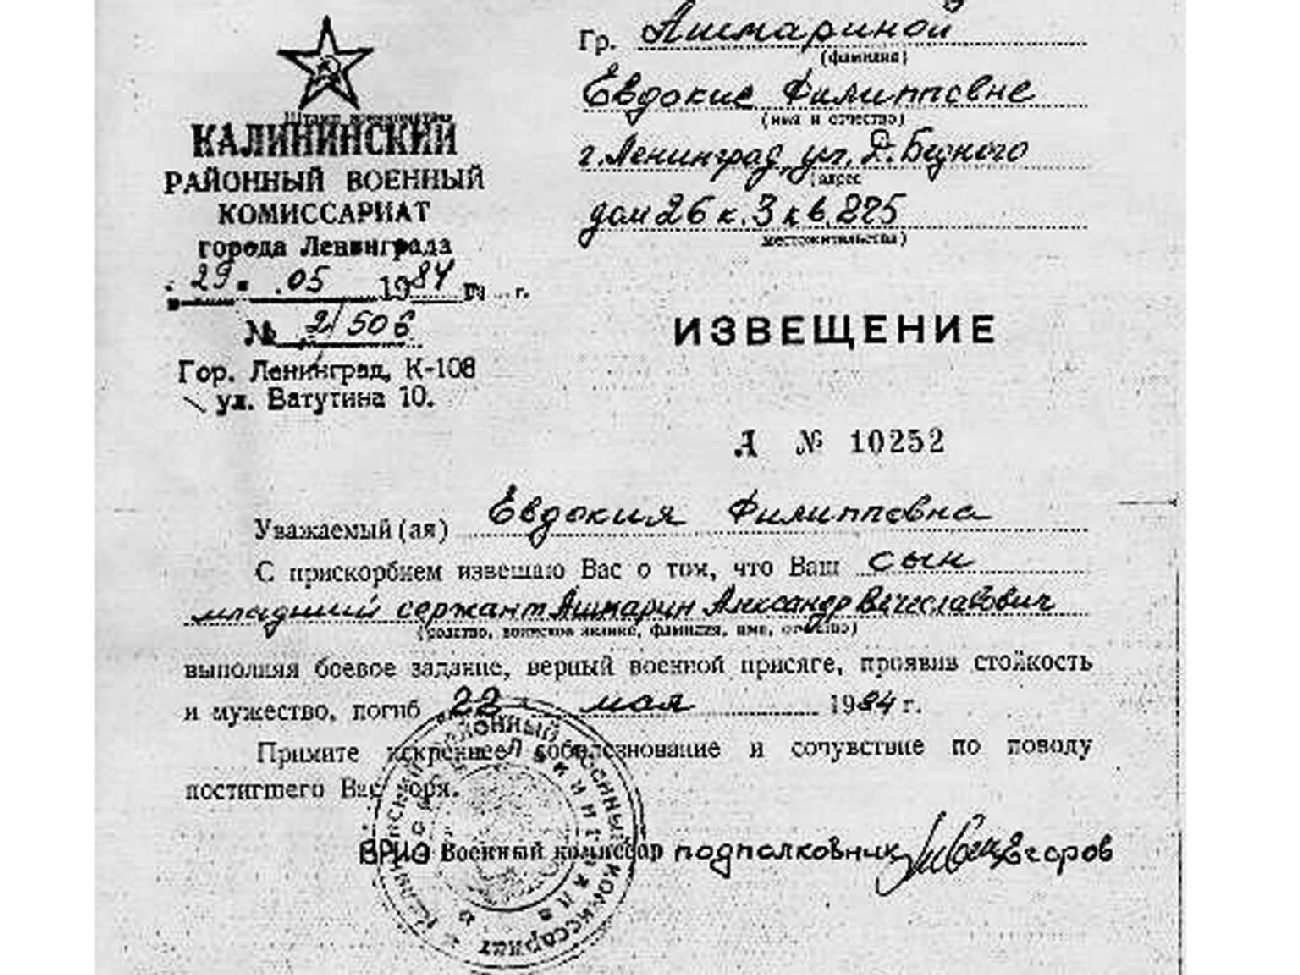 Штамп военкомата
КАЛИНИНСКИЙ
РАЙОННЫЙ ВОЕННЫЙ
КОМИССАРИАТ
города Ленинграда
29. .05 1984 г.
№ 2/506
Гор. Ленинград, К-108
ул. Ватутина 10.
Гр. Ашмариной
(фамилия)
Евдокие Филипповне
(имя и отчество)
г. Ленинград, ул. Д. Бедного
(адрес
дом 26 к. 3 кв. 275
местожительства)
ИЗВЕЩЕНИЕ
А № 10252
Уважаемый (ая) Евдокия Филипповна
С прискорбием извещаю Вас о том, что Ваш сын
младший сержант Ашмарин Александр Вячеславович
(родство, воинское звание, фамилия, имя, отчество)
выполняя боевое задание, верный военной присяге, проявив стойкость
и мужество, погиб 22 мая 1984 г.
Примите искреннее соболезнование и сочувствие по поводу
постигшего Вас горя.
ВРИО Военный комиссар подполковник Егоров